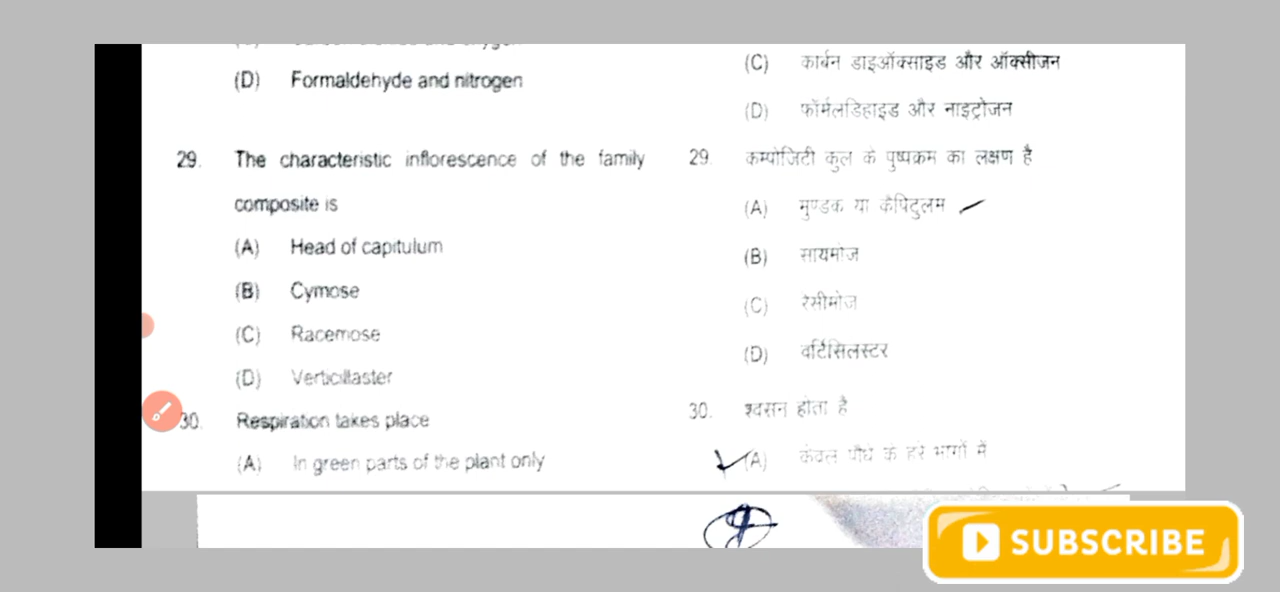 (D) Formaldehyde and nitrogen
29. The characteristic inflorescence of the family
composite is
(A) Head of capitulum
(B) Cymose
(C) Racemose
(D) Verticillaster
30. Respiration takes place
(A) In green parts of the plant only
(C) कार्बन डाइऑक्साइड और ऑक्सीजन
(D) फॉर्मलडिहाइड और नाइट्रोजन
29. कम्पोजिटी कुल के पुष्पक्रम का लक्षण है
(A) मुण्डक या कैपिटुलम
(B) सायमोज
(C) रेसीमोज
(D) वर्टिसिलस्टर
30. श्वसन होता है
(A) केवल पौधे के हरे भागों में
SUBSCRIBE